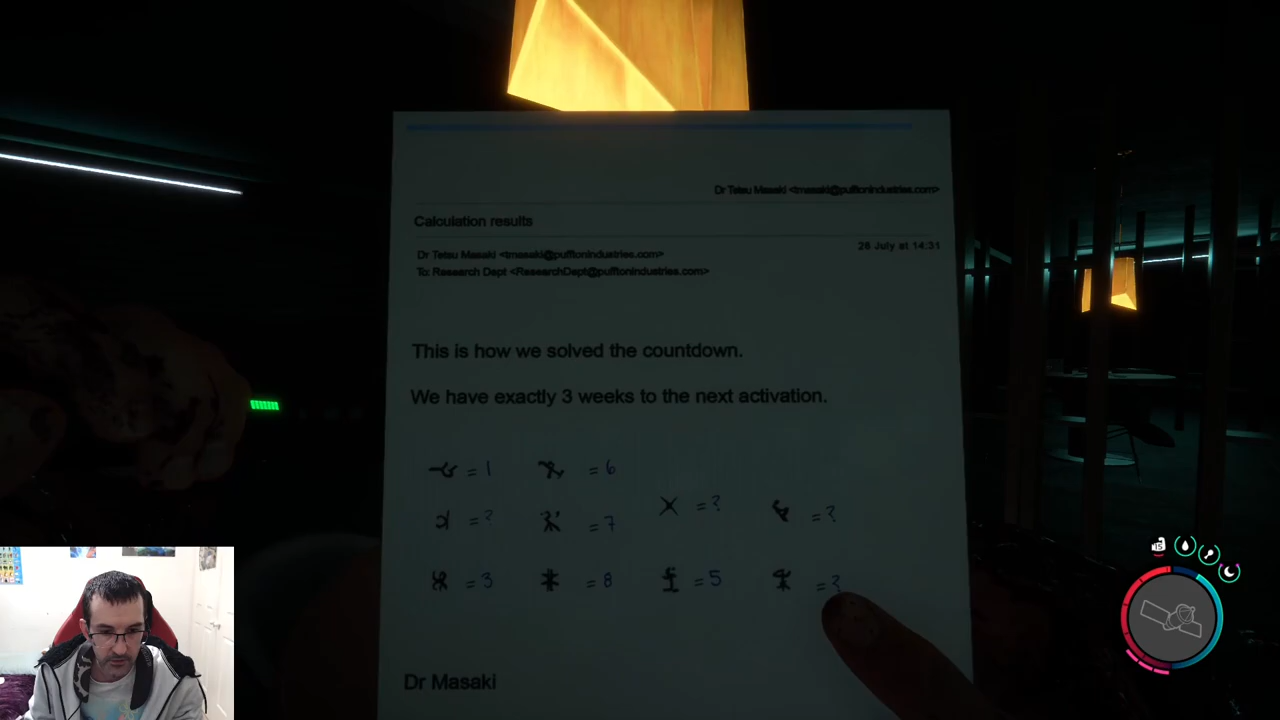 Dr Tetsu Masaki <tmasaki@pufftonindustries.com>
Calculation results
Dr Tetsu Masaki <tmasaki@pufftonindustries.com>
26 July at 14:31
To: Research Dept <ResearchDept@pufftonindustries.com>
This is how we solved the countdown.
We have exactly 3 weeks to the next activation.
= 1 = 6
= ? = 7 = ? = ?
= 3 = 8 = 5 = ?
Dr Masaki